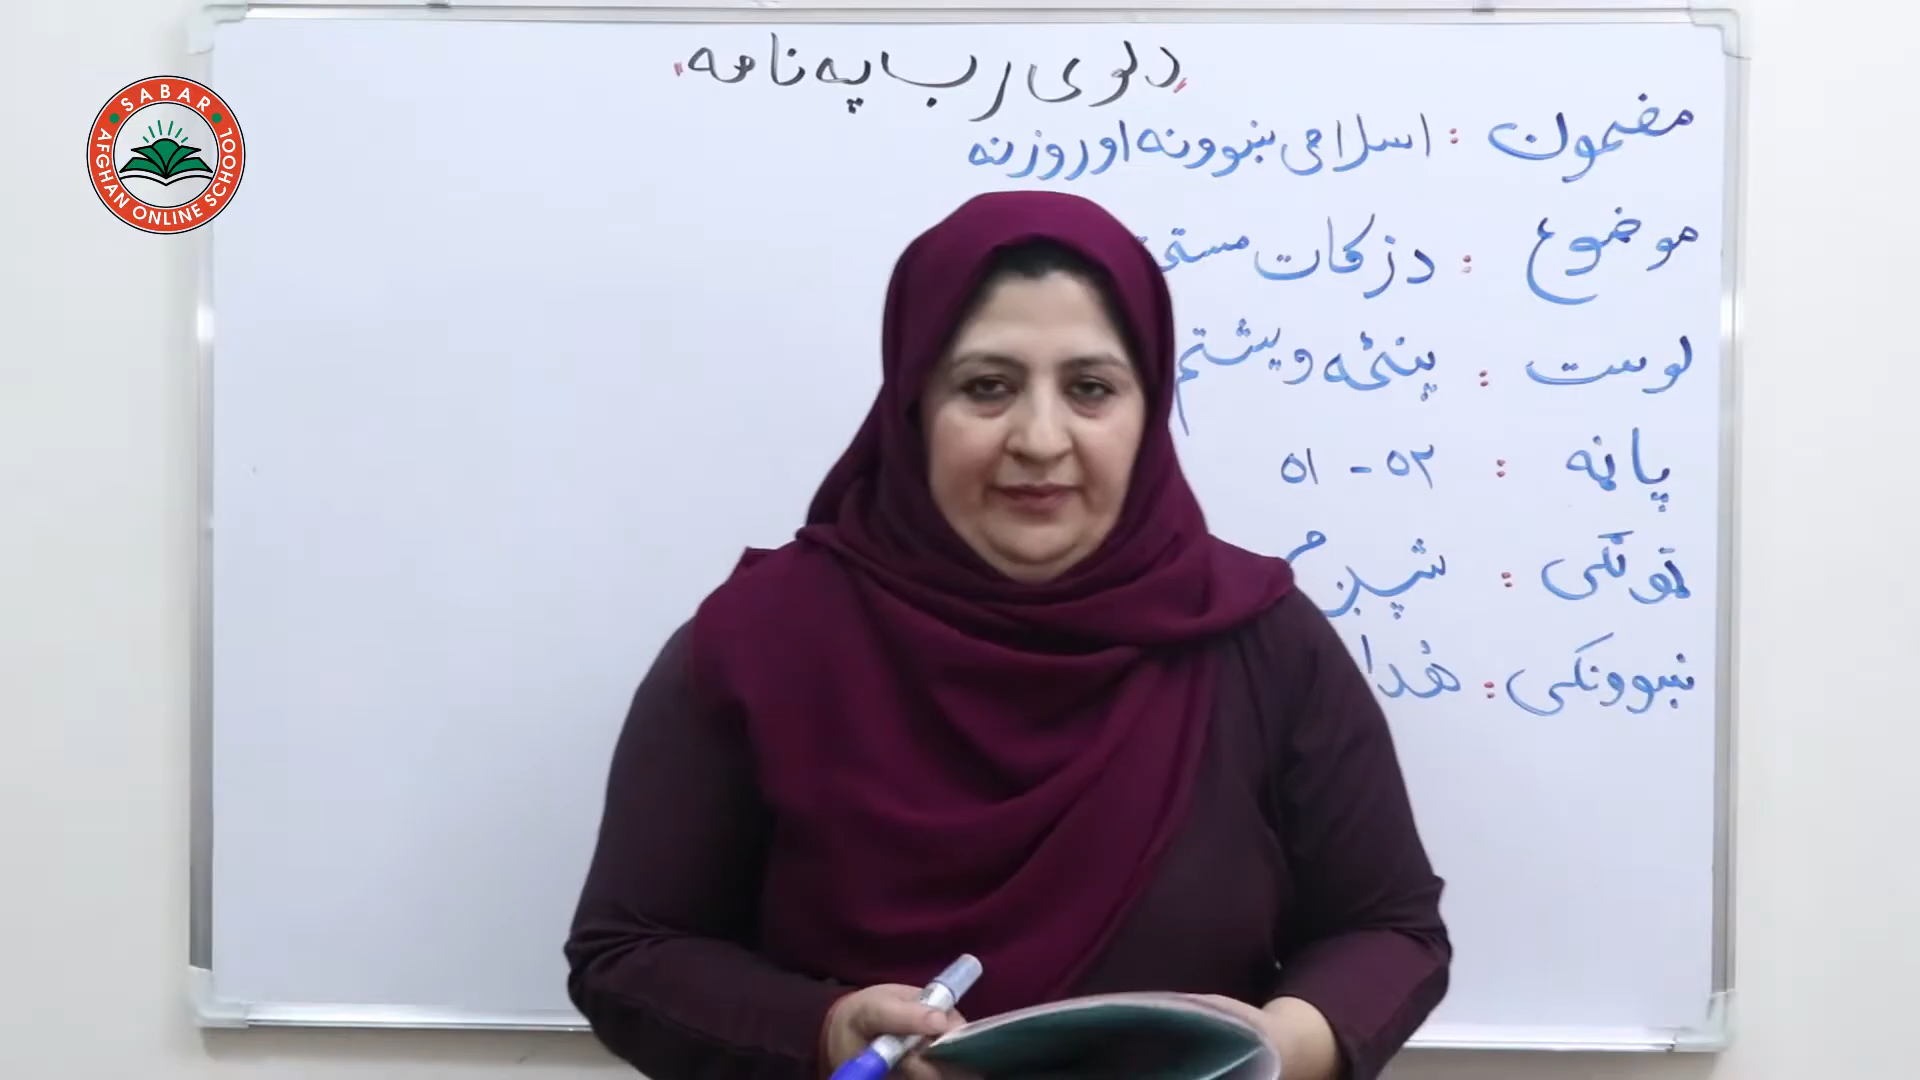 SABAR
AFGHAN ONLINE SCHOOL
د لوی رب په نامه
مضمون : اسلامي ښوونه او روزنه
موضوع : د زکات
لوست : پنځه ویشتم
پاڼه : ۵۲ - ۵۱
ټولګی : شپږم
ښوونکی :